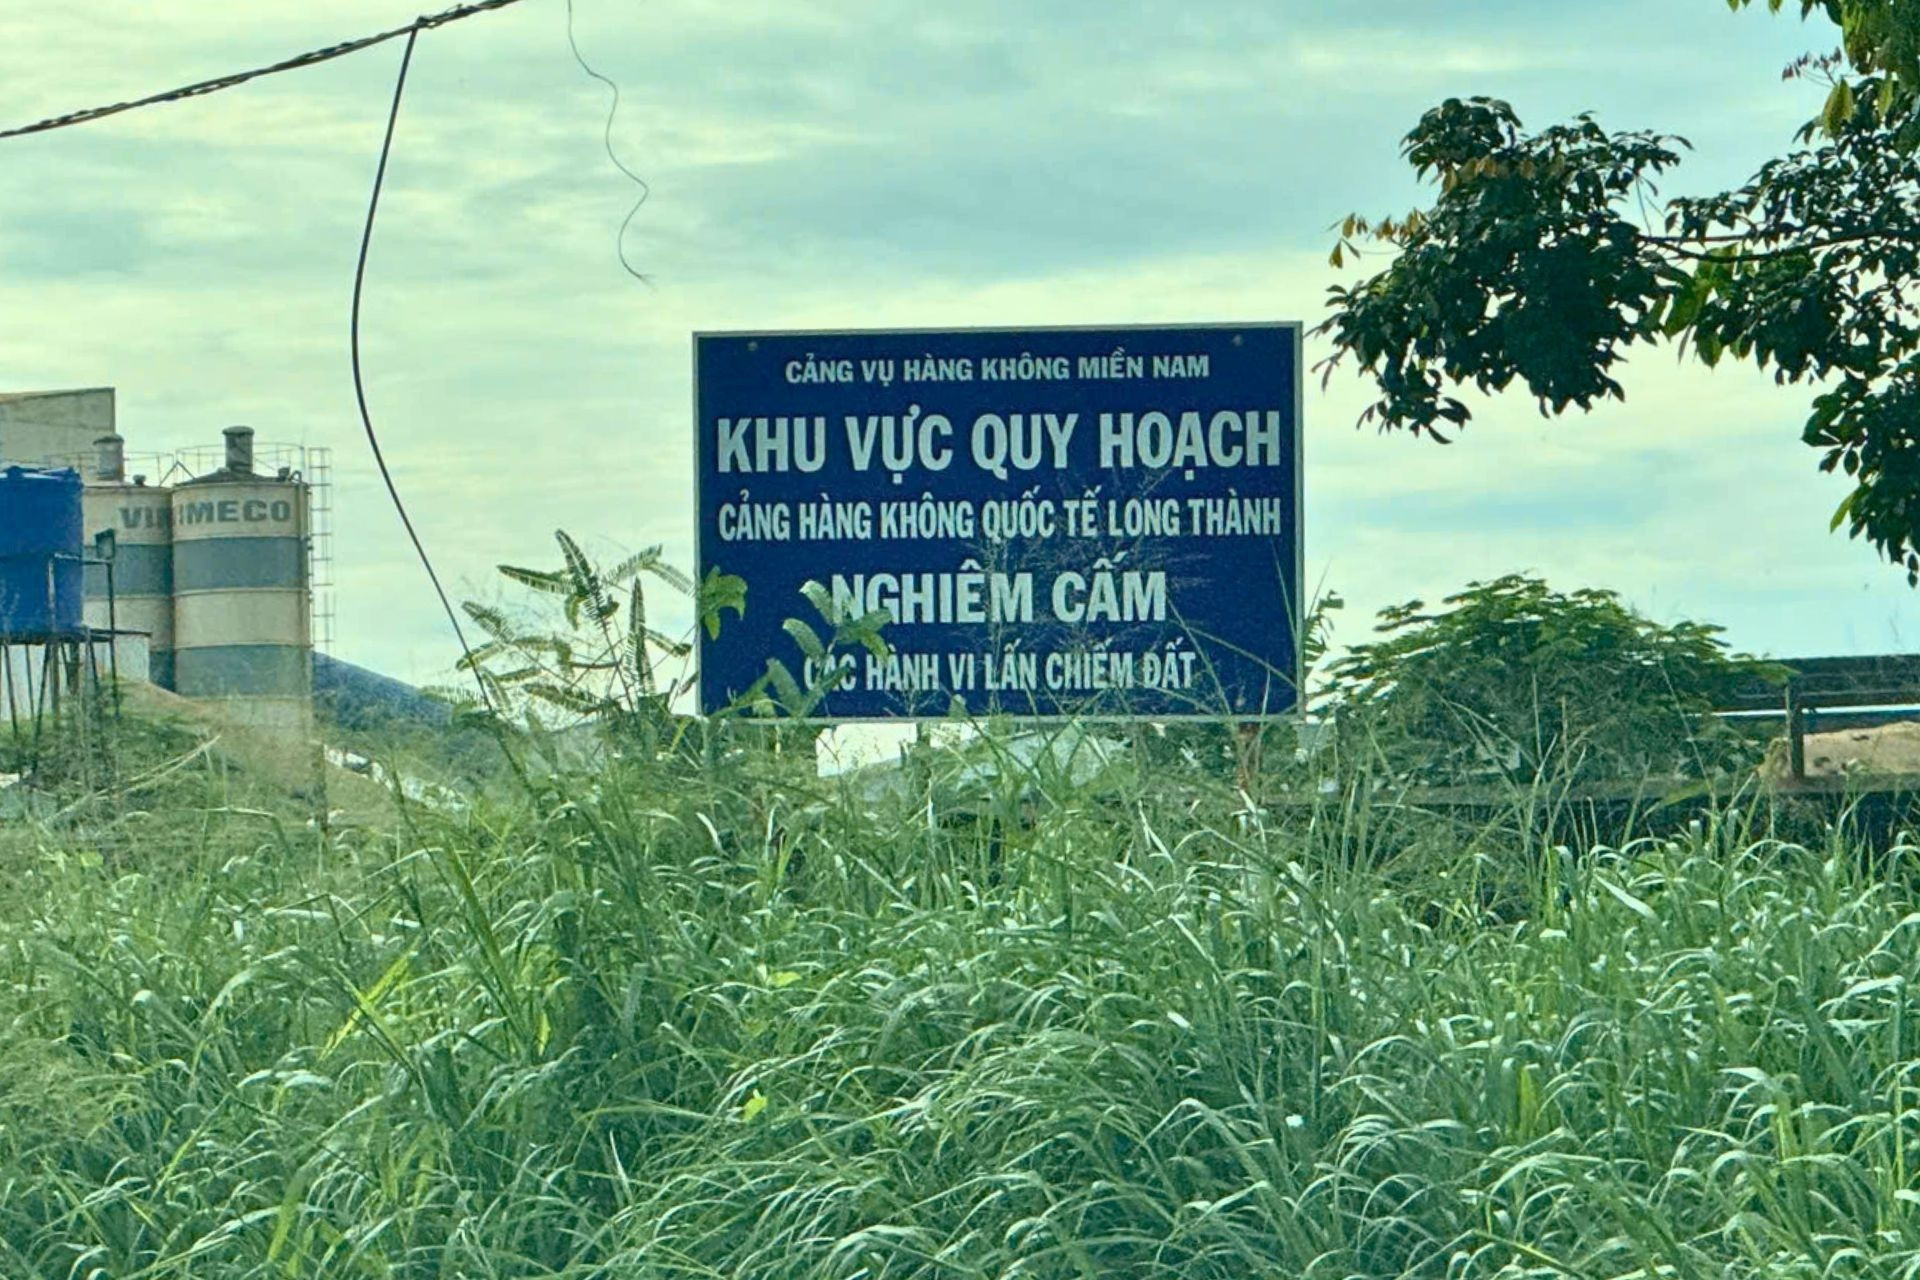 CẢNG VỤ HÀNG KHÔNG MIỀN NAM
KHU VỰC QUY HOẠCH
CẢNG HÀNG KHÔNG QUỐC TẾ LONG THÀNH
NGHIÊM CẤM
CÁC HÀNH VI LẤN CHIẾM ĐẤT